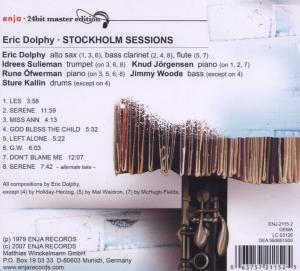 enja · 24bit master edition
Eric Dolphy · STOCKHOLM SESSIONS
Eric Dolphy alto sax (1, 3, 6), bass clarinet (2, 4, 8), flute (5, 7)
Idrees Sulieman trumpet (on 3, 6, 8) Knud Jörgensen piano (on 1, 2, 7)
Rune Öfwerman piano (on 3, 5, 6, 8) Jimmy Woode bass (except on 4)
Sture Kallin drums (except on 4)
1. LES 3:58
2. SERENE 11:59
3. MISS ANN 4:13
4. GOD BLESS THE CHILD 5:32
5. LEFT ALONE 5:22
6. G.W. 6:03
7. DON'T BLAME ME 12:07
8. SERENE 7:42 – alternate take –
All compositions by Eric Dolphy,
except (4) by Holiday-Herzog, (5) by Mal Waldron, (7) by McHugh-Fields.
(p) 1979 ENJA RECORDS
(c) 2007 ENJA RECORDS
Matthias Winckelmann GmbH
P.O. Box 19 03 33 D-80603 Munich, Germany
ENJ-2115 2
GEMA
LC 03126
0 63757 21152